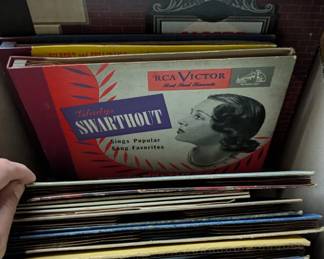 RCA VICTOR
Red Seal Records
Gladys
SWARTHOUT
Sings Popular
Song Favorites